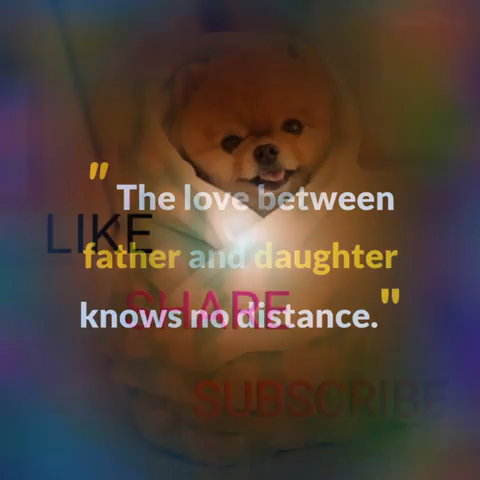 " The love between
LIKE
father and daughter
SHARE
knows no distance."
SUBSCRIBE